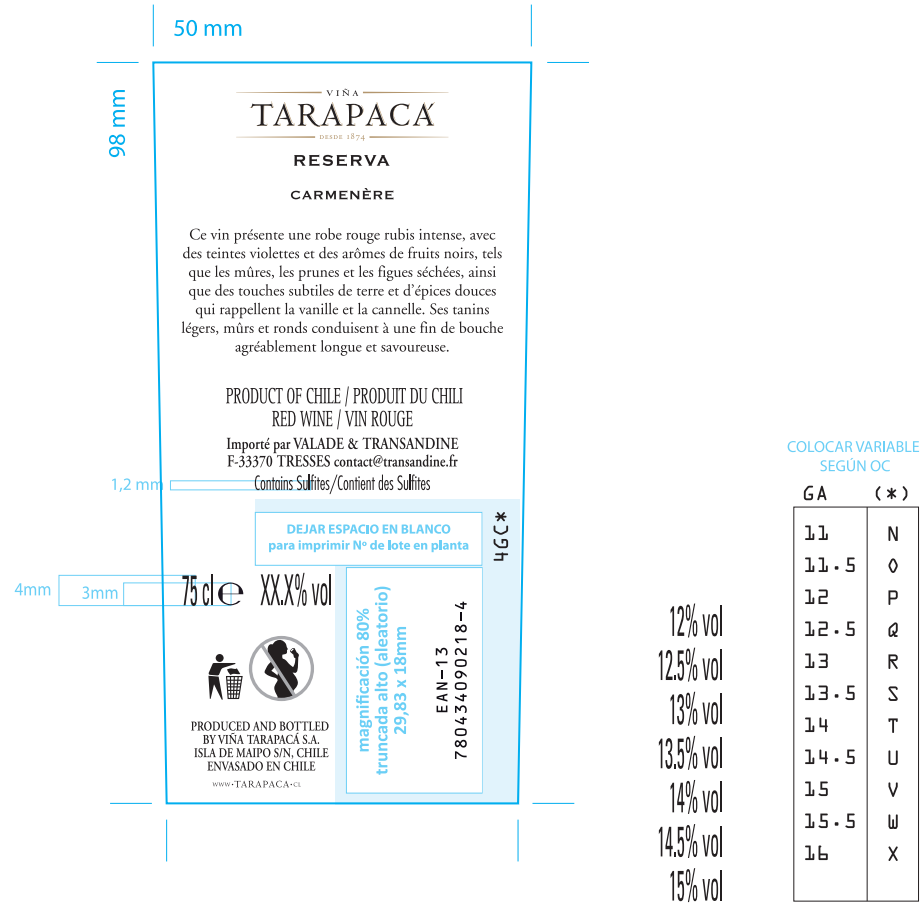 50 mm
98 mm
VIÑA
TARAPACÁ
DESDE 1874
RESERVA
CARMENÈRE
Ce vin présente une robe rouge rubis intense, avec
des teintes violettes et des arômes de fruits noirs, tels
que les mûres, les prunes et les figues séchées, ainsi
que des touches subtiles de terre et d'épices douces
qui rappellent la vanille et la cannelle. Ses tanins
légers, mûrs et ronds conduisent à une fin de bouche
agréablement longue et savoureuse.
PRODUCT OF CHILE / PRODUIT DU CHILI
RED WINE / VIN ROUGE
Importé par VALADE & TRANSANDINE
F-33370 TRESSES contact@transandine.fr
1,2 mm
Contains Sulfites/Contient des Sulfites
DEJAR ESPACIO EN BLANCO
para imprimir Nº de lote en planta
4GC*
4mm
3mm
75 cl e XX.X% vol
magnificación 80%
truncada alto (aleatorio)
29,83 x 18mm
EAN-13
780434090218-4
PRODUCED AND BOTTLED
BY VIÑA TARAPACÁ S.A.
ISLA DE MAIPO S/N, CHILE
ENVASADO EN CHILE
WWW·TARAPACA·CL
12% vol
12.5% vol
13% vol
13.5% vol
14% vol
14.5% vol
15% vol
COLOCAR VARIABLE
SEGÚN OC
GA (*)
11 N
11.5 O
12 P
12.5 Q
13 R
13.5 S
14 T
14.5 U
15 V
15.5 W
16 X